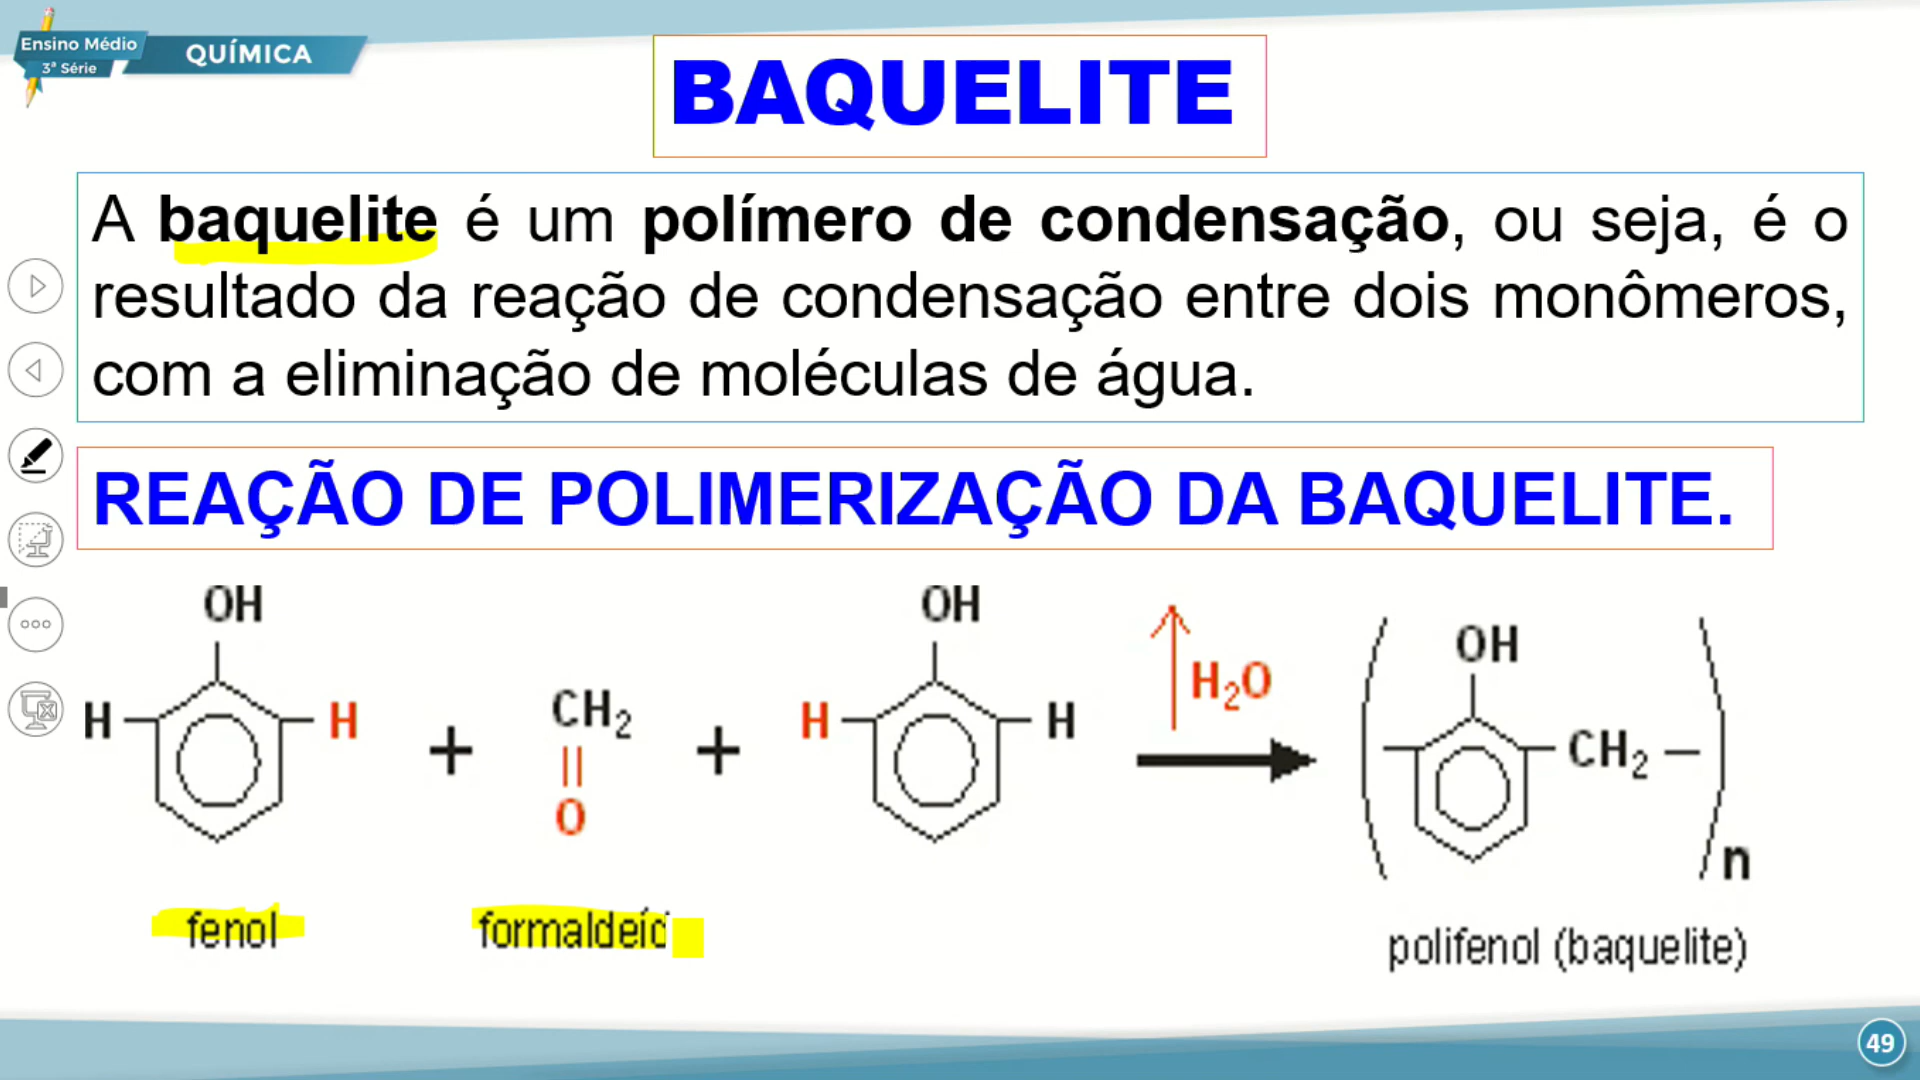 Ensino Médio
3ª Série
QUÍMICA
BAQUELITE
A baquelite é um polímero de condensação, ou seja, é o
resultado da reação de condensação entre dois monômeros,
com a eliminação de moléculas de água.
REAÇÃO DE POLIMERIZAÇÃO DA BAQUELITE.
OH OH OH
H H + CH₂ + H H H₂O CH₂
O
n
fenol formaldeíd polifenol (baquelite)
49